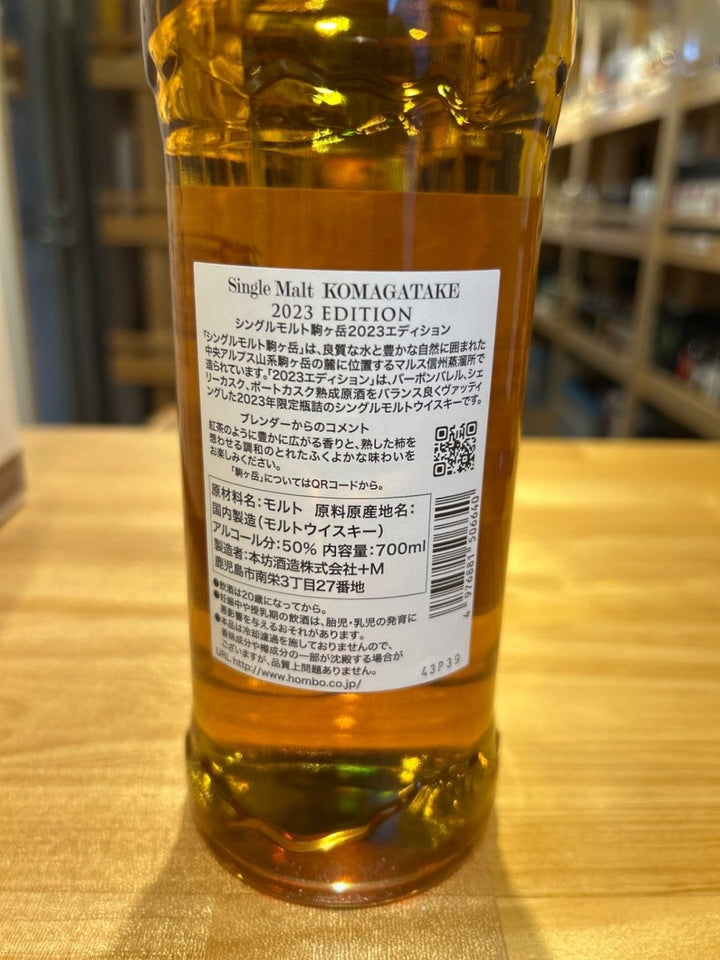 Single Malt KOMAGATAKE
2023 EDITION
シングルモルト駒ヶ岳2023エディション
「シングルモルト駒ヶ岳」は、良質な水と豊かな自然に囲まれた
中央アルプス山系駒ヶ岳の麓に位置するマルス信州蒸溜所で
造られています。「2023エディション」は、バーボンバレル、シェ
リーカスク、ポートカスク熟成原酒をバランス良くヴァッティ
ングした2023年限定瓶詰のシングルモルトウイスキーです。
ブレンダーからのコメント
紅茶のように豊かに広がる香りと、熟した柿を
想わせる調和のとれたふくよかな味わいを
お楽しみください。
「駒ヶ岳」についてはQRコードから。
原材料名：モルト 原料原産地名：
国内製造（モルトウイスキー）
アルコール分：50% 内容量：700ml
製造者：本坊酒造株式会社+M
鹿児島市南栄3丁目27番地
●飲酒は20歳になってから。
●妊娠中や授乳期の飲酒は、胎児・乳児の発育に
悪影響を与えるおそれがあります。
●本品は冷却濾過を施しておりませんので、
香味成分や樽成分の一部が沈殿する場合が
ございますが、品質上問題ありません。
URL http://www.hombo.co.jp/
4 976881 506640
43P39